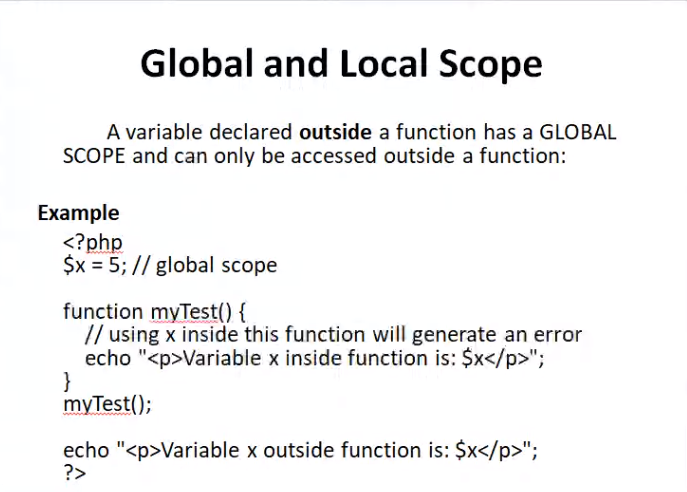 Global and Local Scope
A variable declared outside a function has a GLOBAL
SCOPE and can only be accessed outside a function:
Example
<?php
$x = 5; // global scope
function myTest() {
// using x inside this function will generate an error
echo "<p>Variable x inside function is: $x</p>";
}
myTest();
echo "<p>Variable x outside function is: $x</p>";
?>